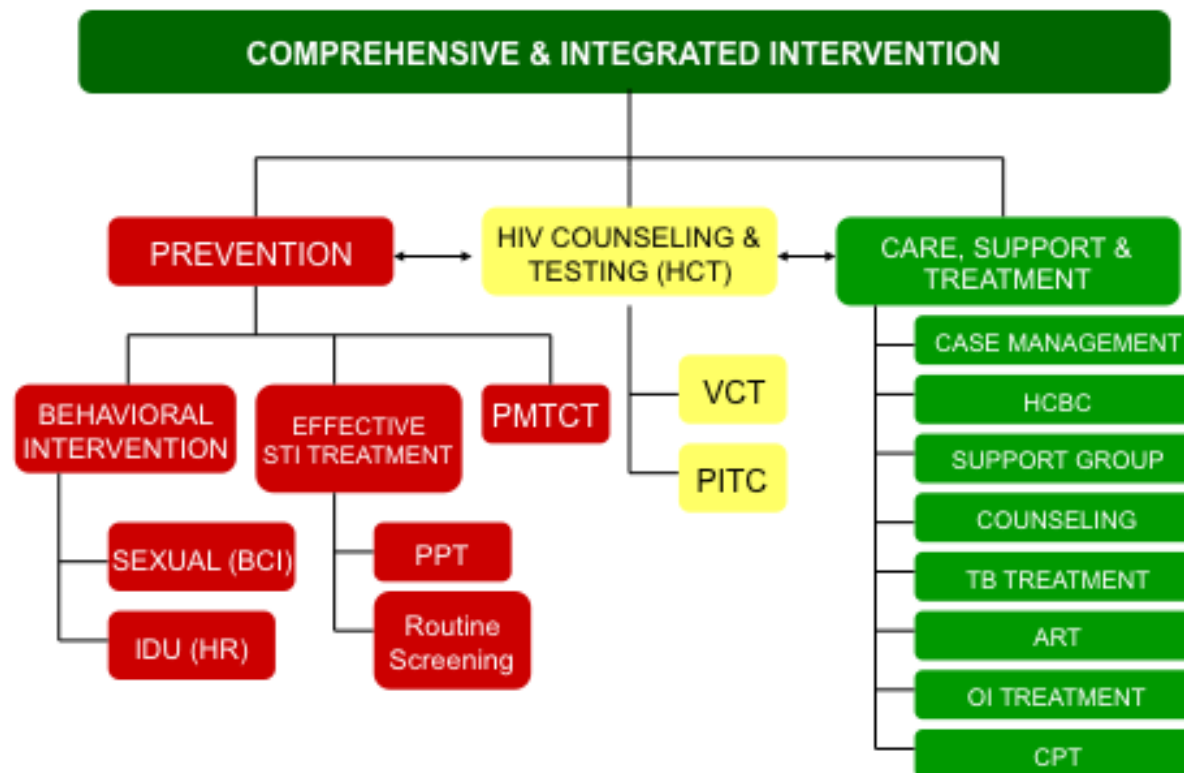 COMPREHENSIVE & INTEGRATED INTERVENTION
PREVENTION
HIV COUNSELING &
TESTING (HCT)
CARE, SUPPORT &
TREATMENT
BEHAVIORAL
INTERVENTION
EFFECTIVE
STI TREATMENT
PMTCT
SEXUAL (BCI)
IDU (HR)
PPT
Routine
Screening
VCT
PITC
CASE MANAGEMENT
HCBC
SUPPORT GROUP
COUNSELING
TB TREATMENT
ART
OI TREATMENT
CPT